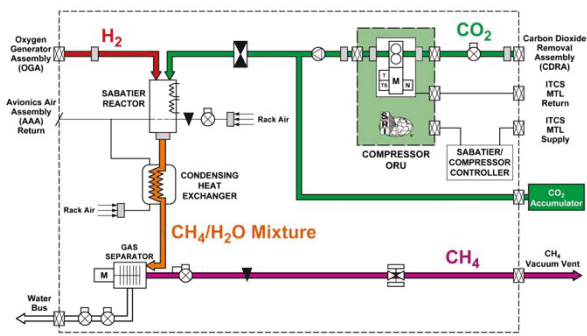 Oxygen
Generator
Assembly
(OGA)
H₂
CO₂
Carbon Dioxide
Removal
Assembly
(CDRA)
SABATIER
REACTOR
T
TS
M
N
ITCS
MTL
Return
Avionics Air
Assembly
(AAA)
Return
Rack Air
SRI
COMPRESSOR
ORU
ITCS
MTL
Supply
SABATIER/
COMPRESSOR
CONTROLLER
CONDENSING
HEAT
EXCHANGER
CO₂
Accumulator
Rack Air
CH₄/H₂O Mixture
GAS
SEPARATOR
M
CH₄
CH₄
Vacuum Vent
Water
Bus